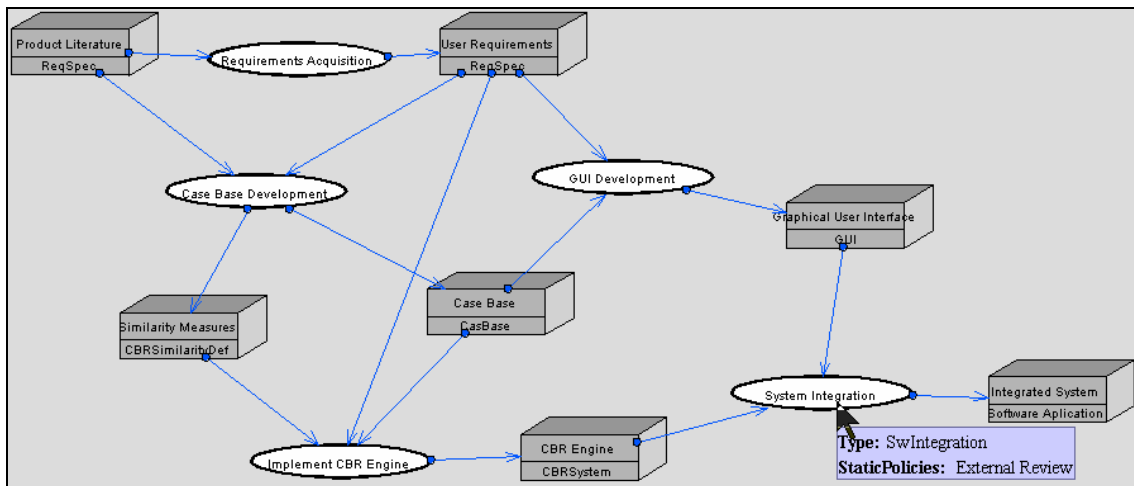 Product Literature
ReqSpec
Requirements Acquisition
User Requirements
ReqSpec
Case Base Development
GUI Development
Graphical User Interface
GUI
Similarity Measures
CBRSimilarityDef
Case Base
CasBase
System Integration
Integrated System
Software Aplication
Implement CBR Engine
CBR Engine
CBRSystem
Type: SwIntegration
StaticPolicies: External Review